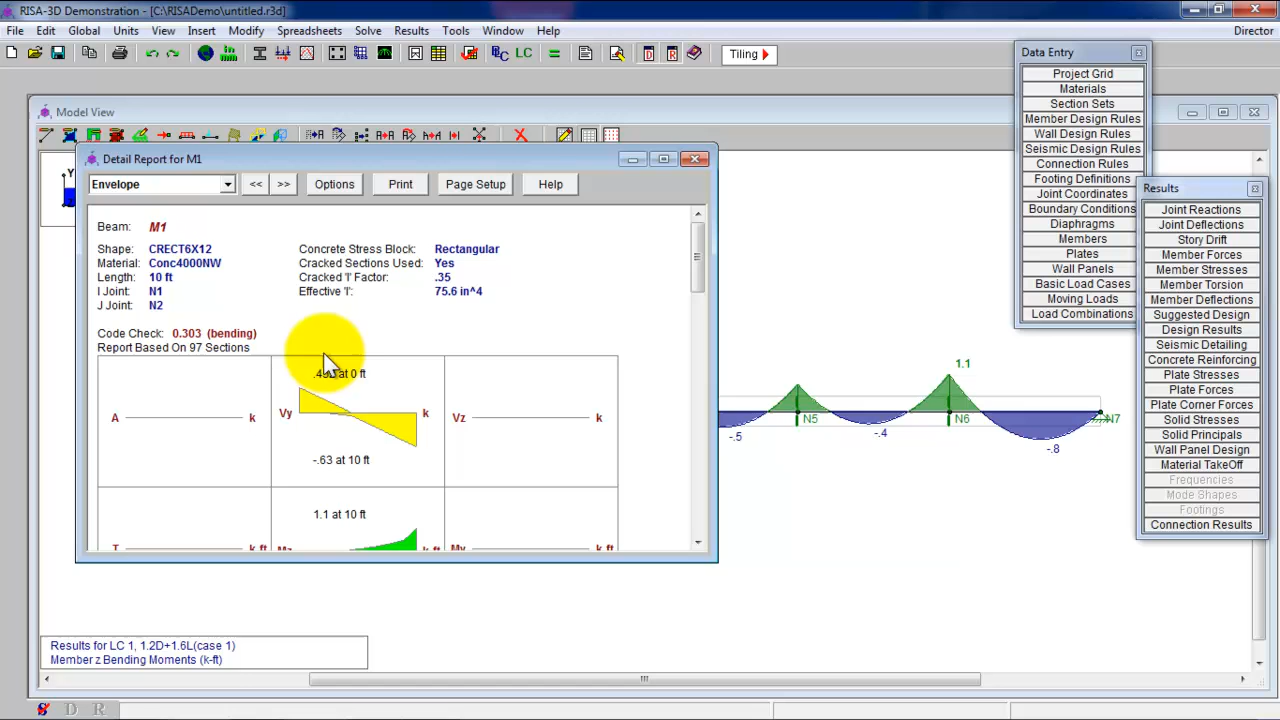 RISA-3D Demonstration - [C:\RISADemo\untitled.r3d]
File Edit Global Units View Insert Modify Spreadsheets Solve Results Tools Window Help Director
LC = D R Tiling
Model View
Detail Report for M1
Envelope << >> Options Print Page Setup Help
Beam: M1
Shape: CRECT6X12
Material: Conc4000NW
Length: 10 ft
I Joint: N1
J Joint: N2
Concrete Stress Block: Rectangular
Cracked Sections Used: Yes
Cracked 'I' Factor: .35
Effective 'I': 75.6 in^4
Code Check: 0.303 (bending)
Report Based On 97 Sections
at 0 ft
A k
Vy k
Vz k
-.63 at 10 ft
1.1 at 10 ft
T k-ft
Mz k-ft
My k-ft
Y
1.1
N5
N6
N7
-.5
-.4
-.8
Results for LC 1, 1.2D+1.6L(case 1)
Member z Bending Moments (k-ft)
Data Entry
Project Grid
Materials
Section Sets
Member Design Rules
Wall Design Rules
Seismic Design Rules
Connection Rules
Footing Definitions
Joint Coordinates
Boundary Conditions
Diaphragms
Members
Plates
Wall Panels
Basic Load Cases
Moving Loads
Load Combinations
Results
Joint Reactions
Joint Deflections
Story Drift
Member Forces
Member Stresses
Member Torsion
Member Deflections
Suggested Design
Design Results
Seismic Detailing
Concrete Reinforcing
Plate Stresses
Plate Forces
Plate Corner Forces
Solid Stresses
Solid Principals
Wall Panel Design
Material TakeOff
Frequencies
Mode Shapes
Footings
Connection Results
D R